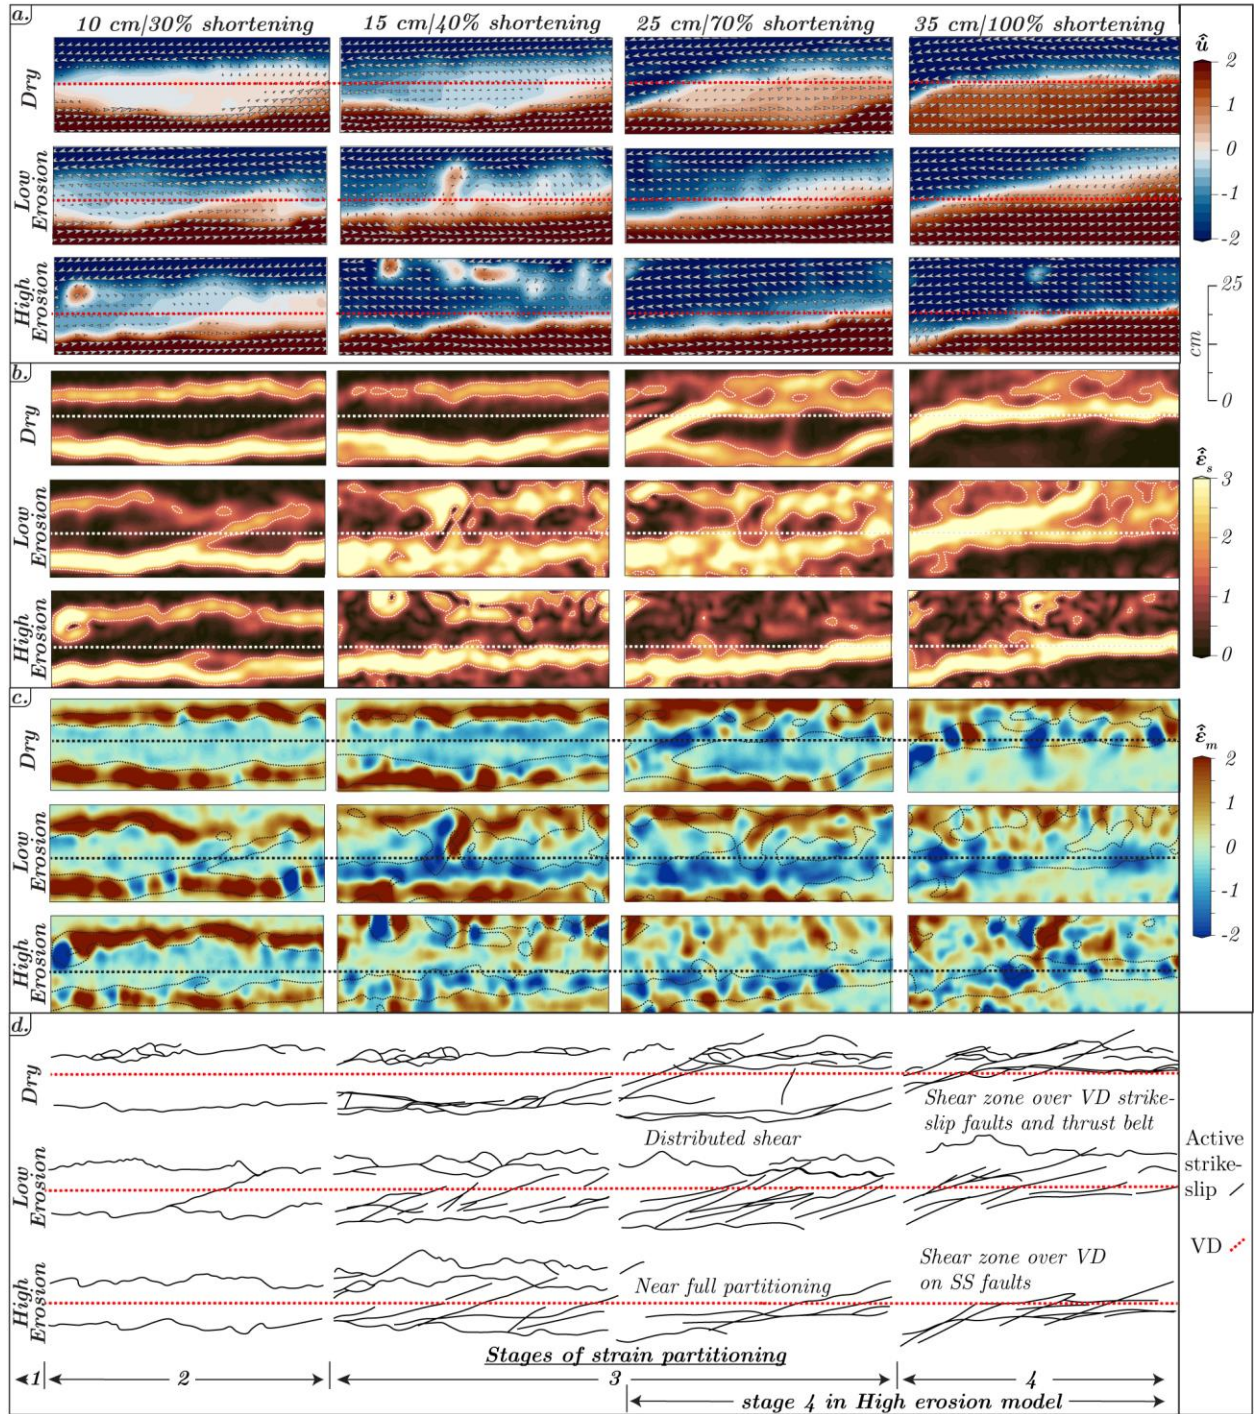 a.
10 cm/30% shortening
15 cm/40% shortening
25 cm/70% shortening
35 cm/100% shortening
û
Dry
Low
Erosion
High
Erosion
2
1
0
-1
-2
25
cm
0
b.
Dry
Low
Erosion
High
Erosion
ε̂s
3
2
1
0
c.
Dry
Low
Erosion
High
Erosion
ε̂m
2
1
0
-1
-2
d.
Dry
Low
Erosion
High
Erosion
Shear zone over VD strike-
slip faults and thrust belt
Distributed shear
Near full partitioning
Shear zone over VD
on SS faults
Active
strike-
slip
VD
Stages of strain partitioning
1
2
3
4
stage 4 in High erosion model